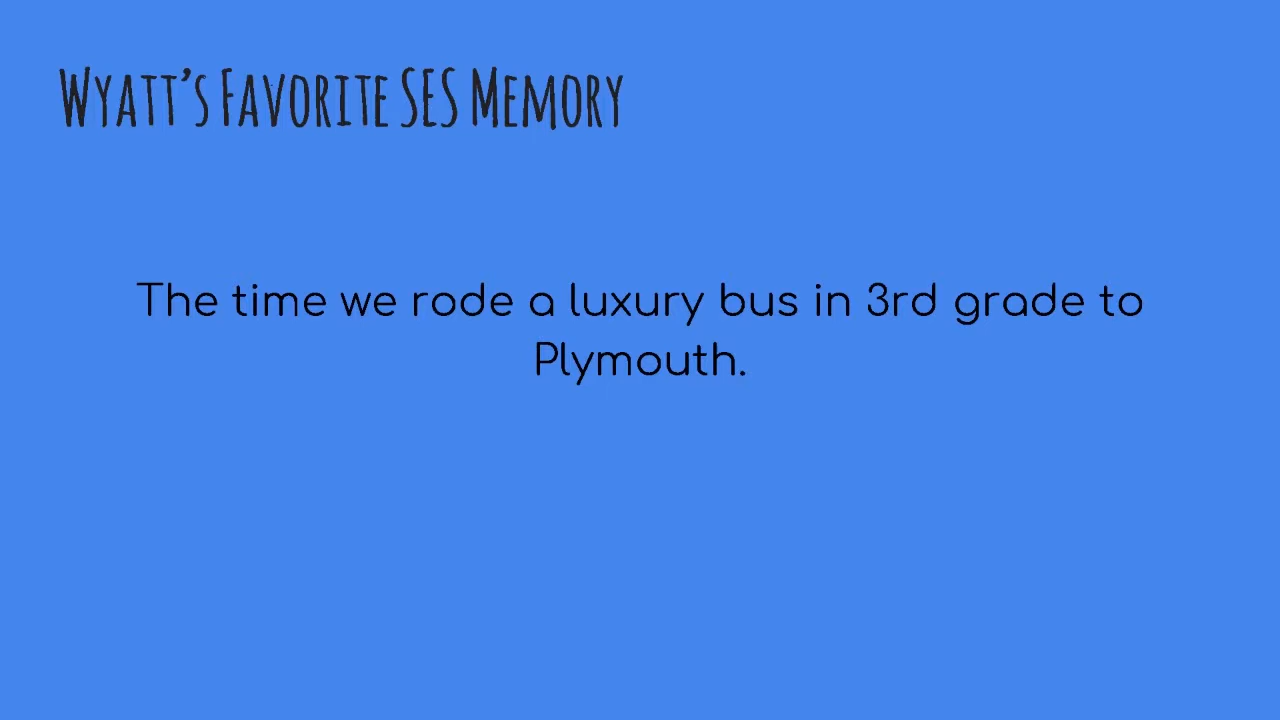 Wyatt's Favorite SES Memory
The time we rode a luxury bus in 3rd grade to
Plymouth.